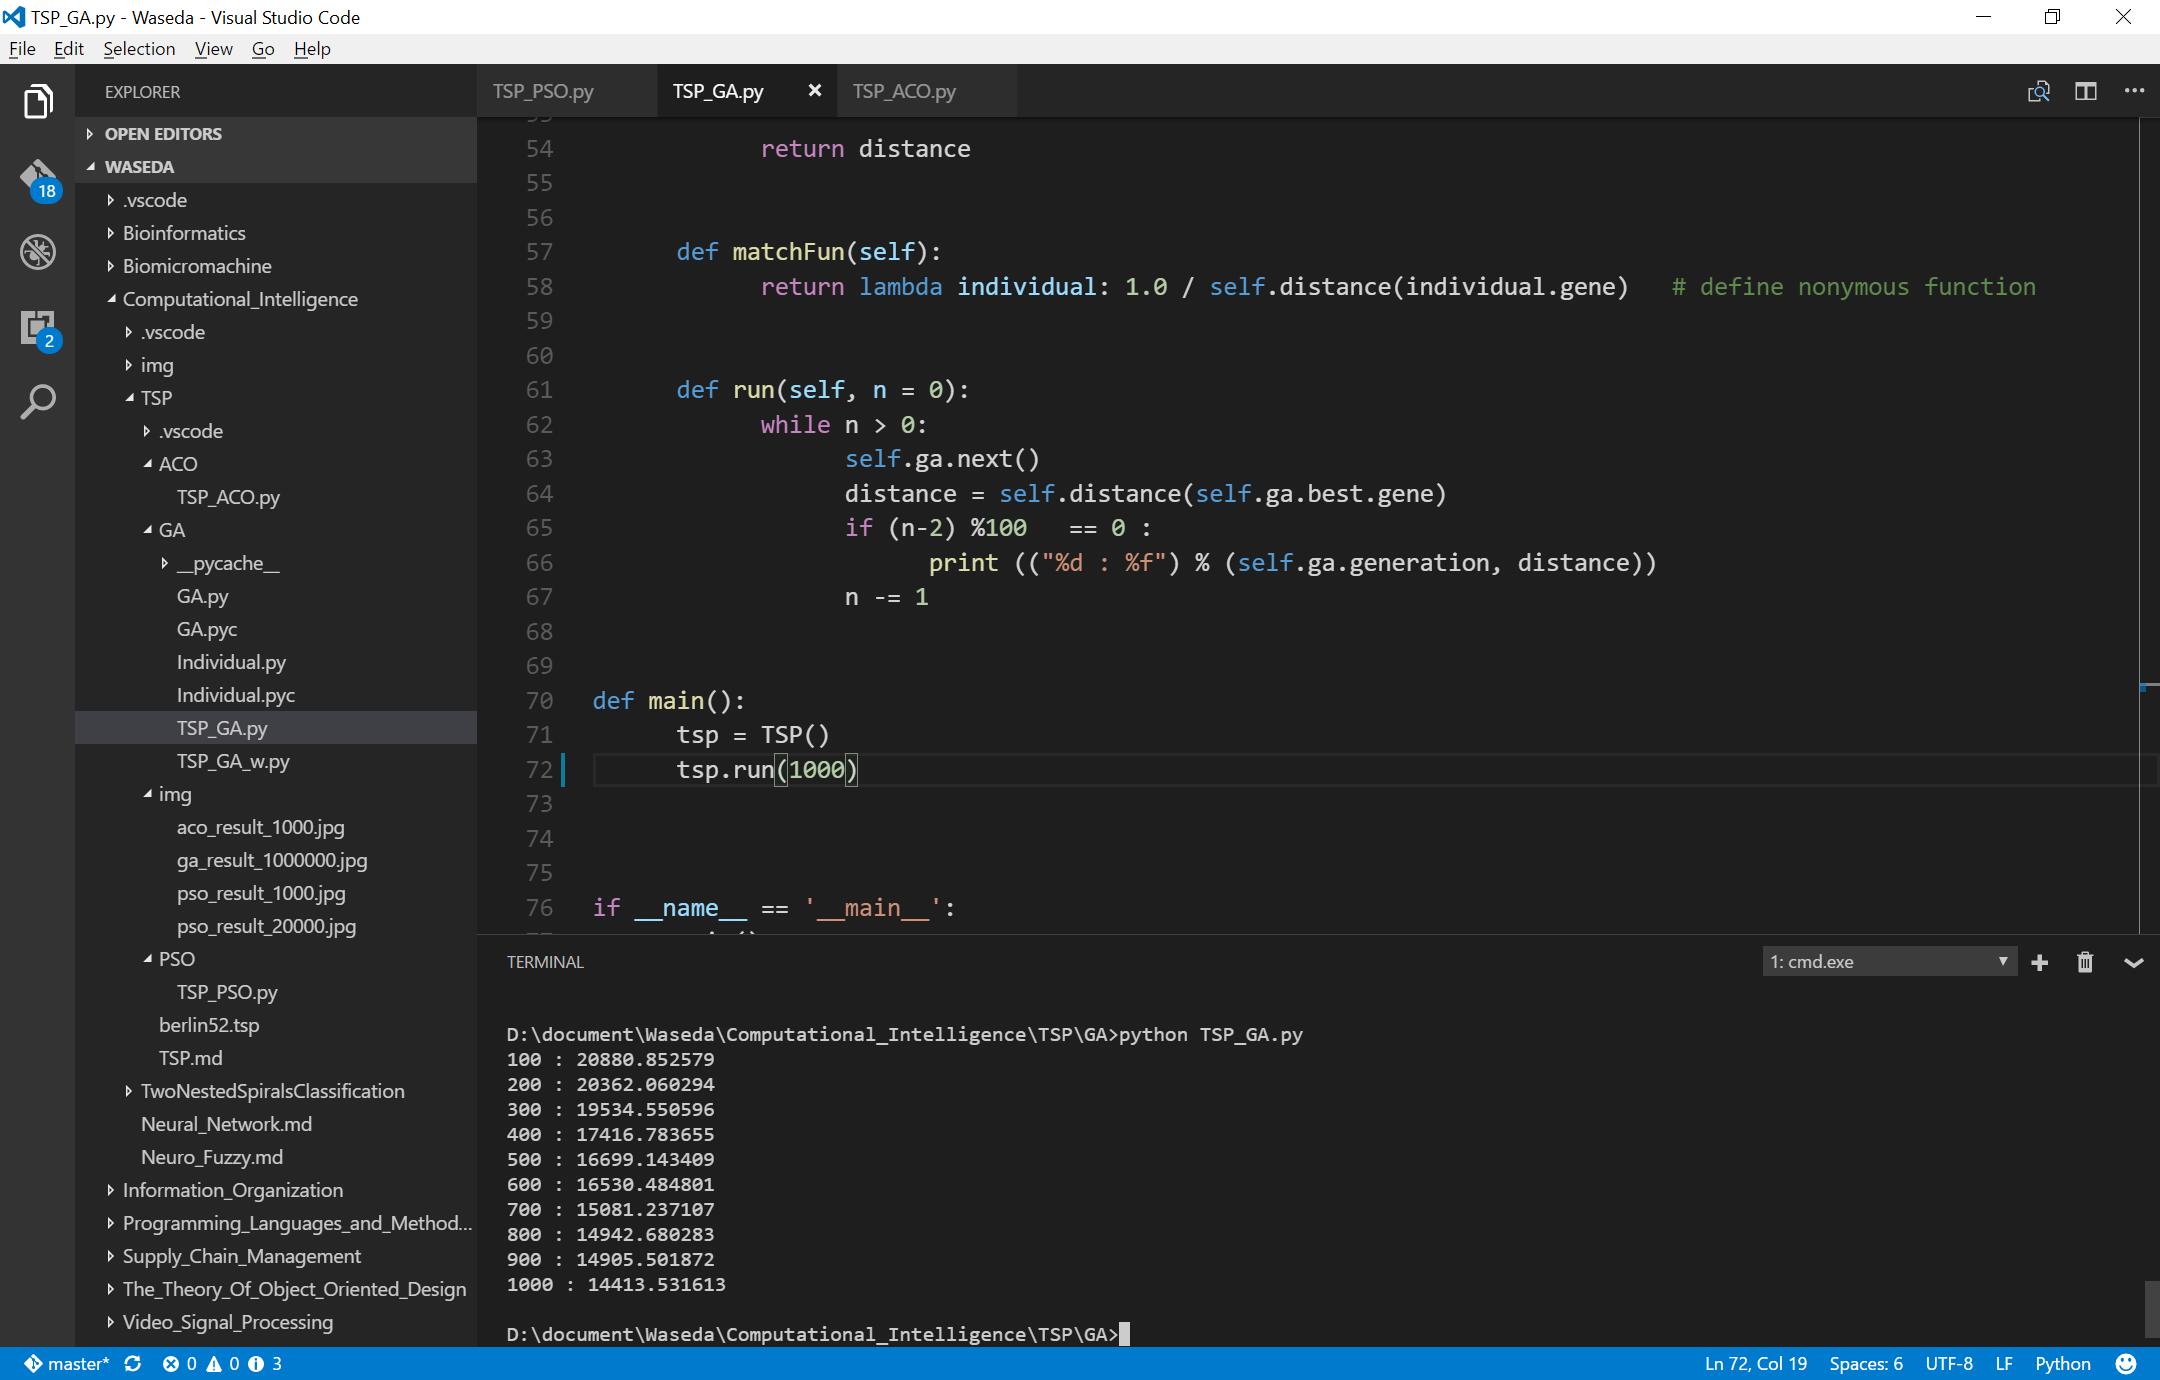 TSP_GA.py - Waseda - Visual Studio Code
File Edit Selection View Go Help
EXPLORER
OPEN EDITORS
WASEDA
.vscode
Bioinformatics
Biomicromachine
Computational_Intelligence
.vscode
img
TSP
.vscode
ACO
TSP_ACO.py
GA
__pycache__
GA.py
GA.pyc
Individual.py
Individual.pyc
TSP_GA.py
TSP_GA_w.py
img
aco_result_1000.jpg
ga_result_1000000.jpg
pso_result_1000.jpg
pso_result_20000.jpg
PSO
TSP_PSO.py
berlin52.tsp
TSP.md
TwoNestedSpiralsClassification
Neural_Network.md
Neuro_Fuzzy.md
Information_Organization
Programming_Languages_and_Method...
Supply_Chain_Management
The_Theory_Of_Object_Oriented_Design
Video_Signal_Processing
18
2
TSP_PSO.py TSP_GA.py TSP_ACO.py
54 return distance
55
56
57 def matchFun(self):
58 return lambda individual: 1.0 / self.distance(individual.gene) # define nonymous function
59
60
61 def run(self, n = 0):
62 while n > 0:
63 self.ga.next()
64 distance = self.distance(self.ga.best.gene)
65 if (n-2) %100 == 0 :
66 print (("%d : %f") % (self.ga.generation, distance))
67 n -= 1
68
69
70 def main():
71 tsp = TSP()
72 tsp.run(1000)
73
74
75
76 if __name__ == '__main__':
TERMINAL
1: cmd.exe
D:\document\Waseda\Computational_Intelligence\TSP\GA>python TSP_GA.py
100 : 20880.852579
200 : 20362.060294
300 : 19534.550596
400 : 17416.783655
500 : 16699.143409
600 : 16530.484801
700 : 15081.237107
800 : 14942.680283
900 : 14905.501872
1000 : 14413.531613
D:\document\Waseda\Computational_Intelligence\TSP\GA>
master* 0 0 3 Ln 72, Col 19 Spaces: 6 UTF-8 LF Python